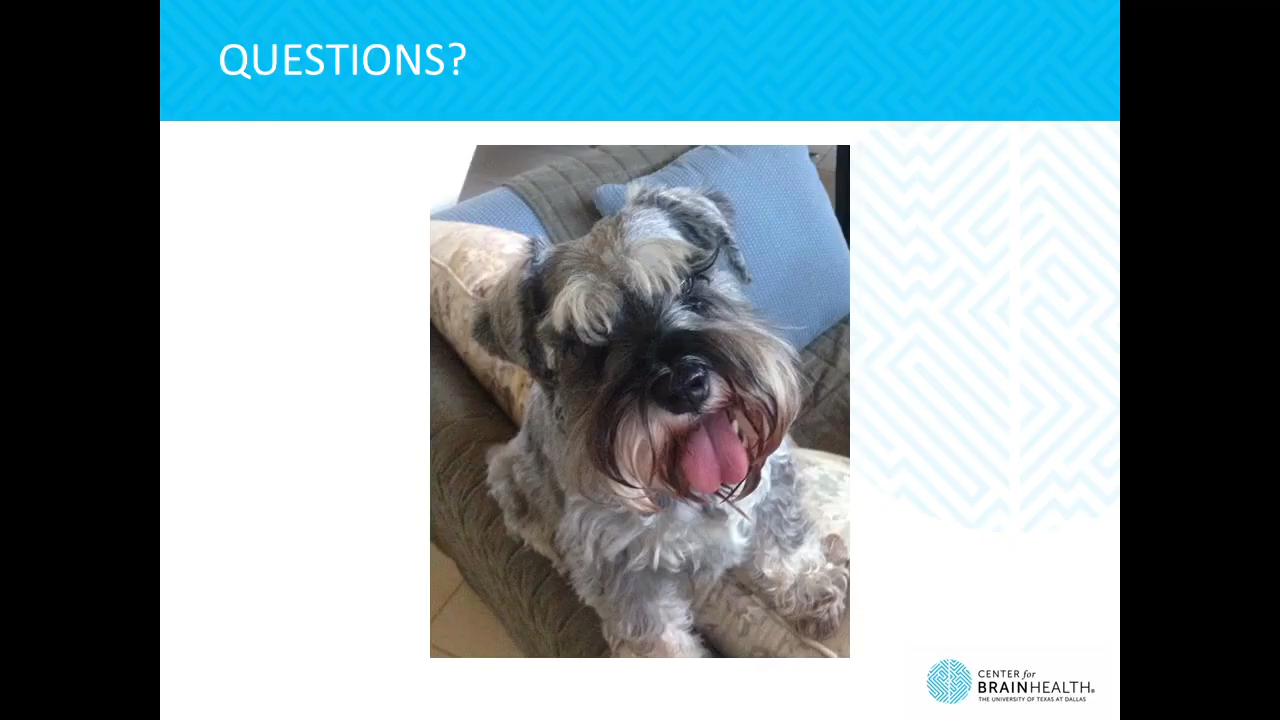 QUESTIONS?
CENTER for
BRAINHEALTH®
THE UNIVERSITY OF TEXAS AT DALLAS